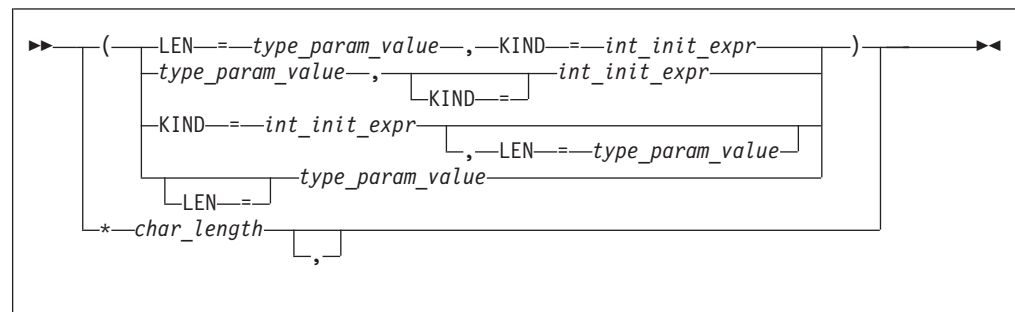 ( LEN = type_param_value , KIND = int_init_expr )
type_param_value , int_init_expr
KIND =
KIND = int_init_expr
, LEN = type_param_value
type_param_value
LEN =
* char_length
,